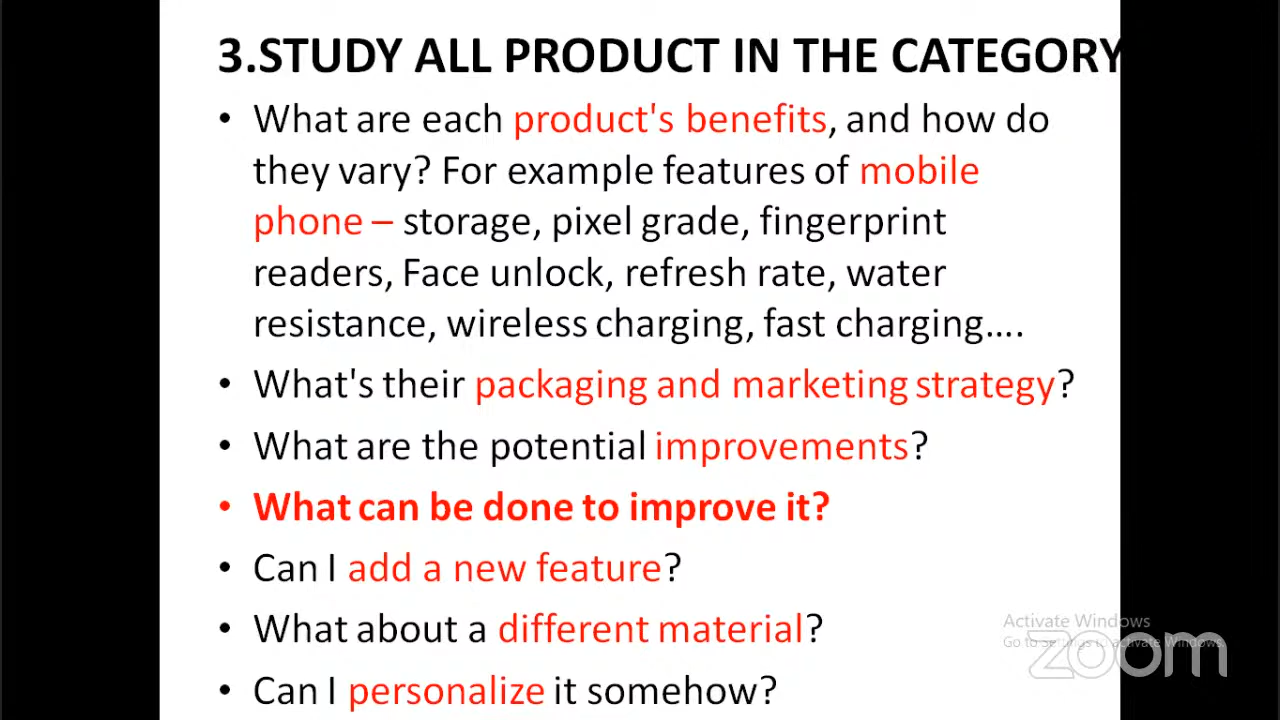 3.STUDY ALL PRODUCT IN THE CATEGORY
• What are each product's benefits, and how do
they vary? For example features of mobile
phone – storage, pixel grade, fingerprint
readers, Face unlock, refresh rate, water
resistance, wireless charging, fast charging....
• What's their packaging and marketing strategy?
• What are the potential improvements?
• What can be done to improve it?
• Can I add a new feature?
• What about a different material?
• Can I personalize it somehow?
Activate Windows
Go to Settings to activate Windows.
zoom